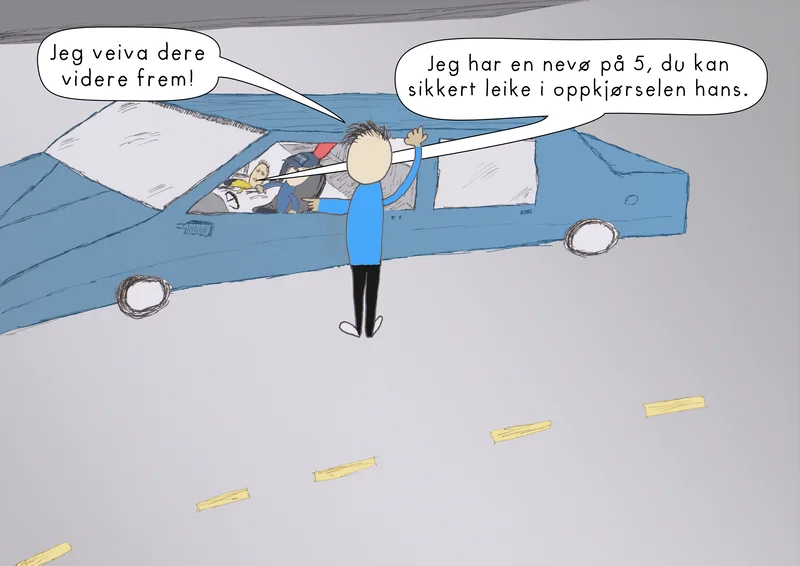 Jeg veiva dere
videre frem!
Jeg har en nevø på 5, du kan
sikkert leike i oppkjørselen hans.